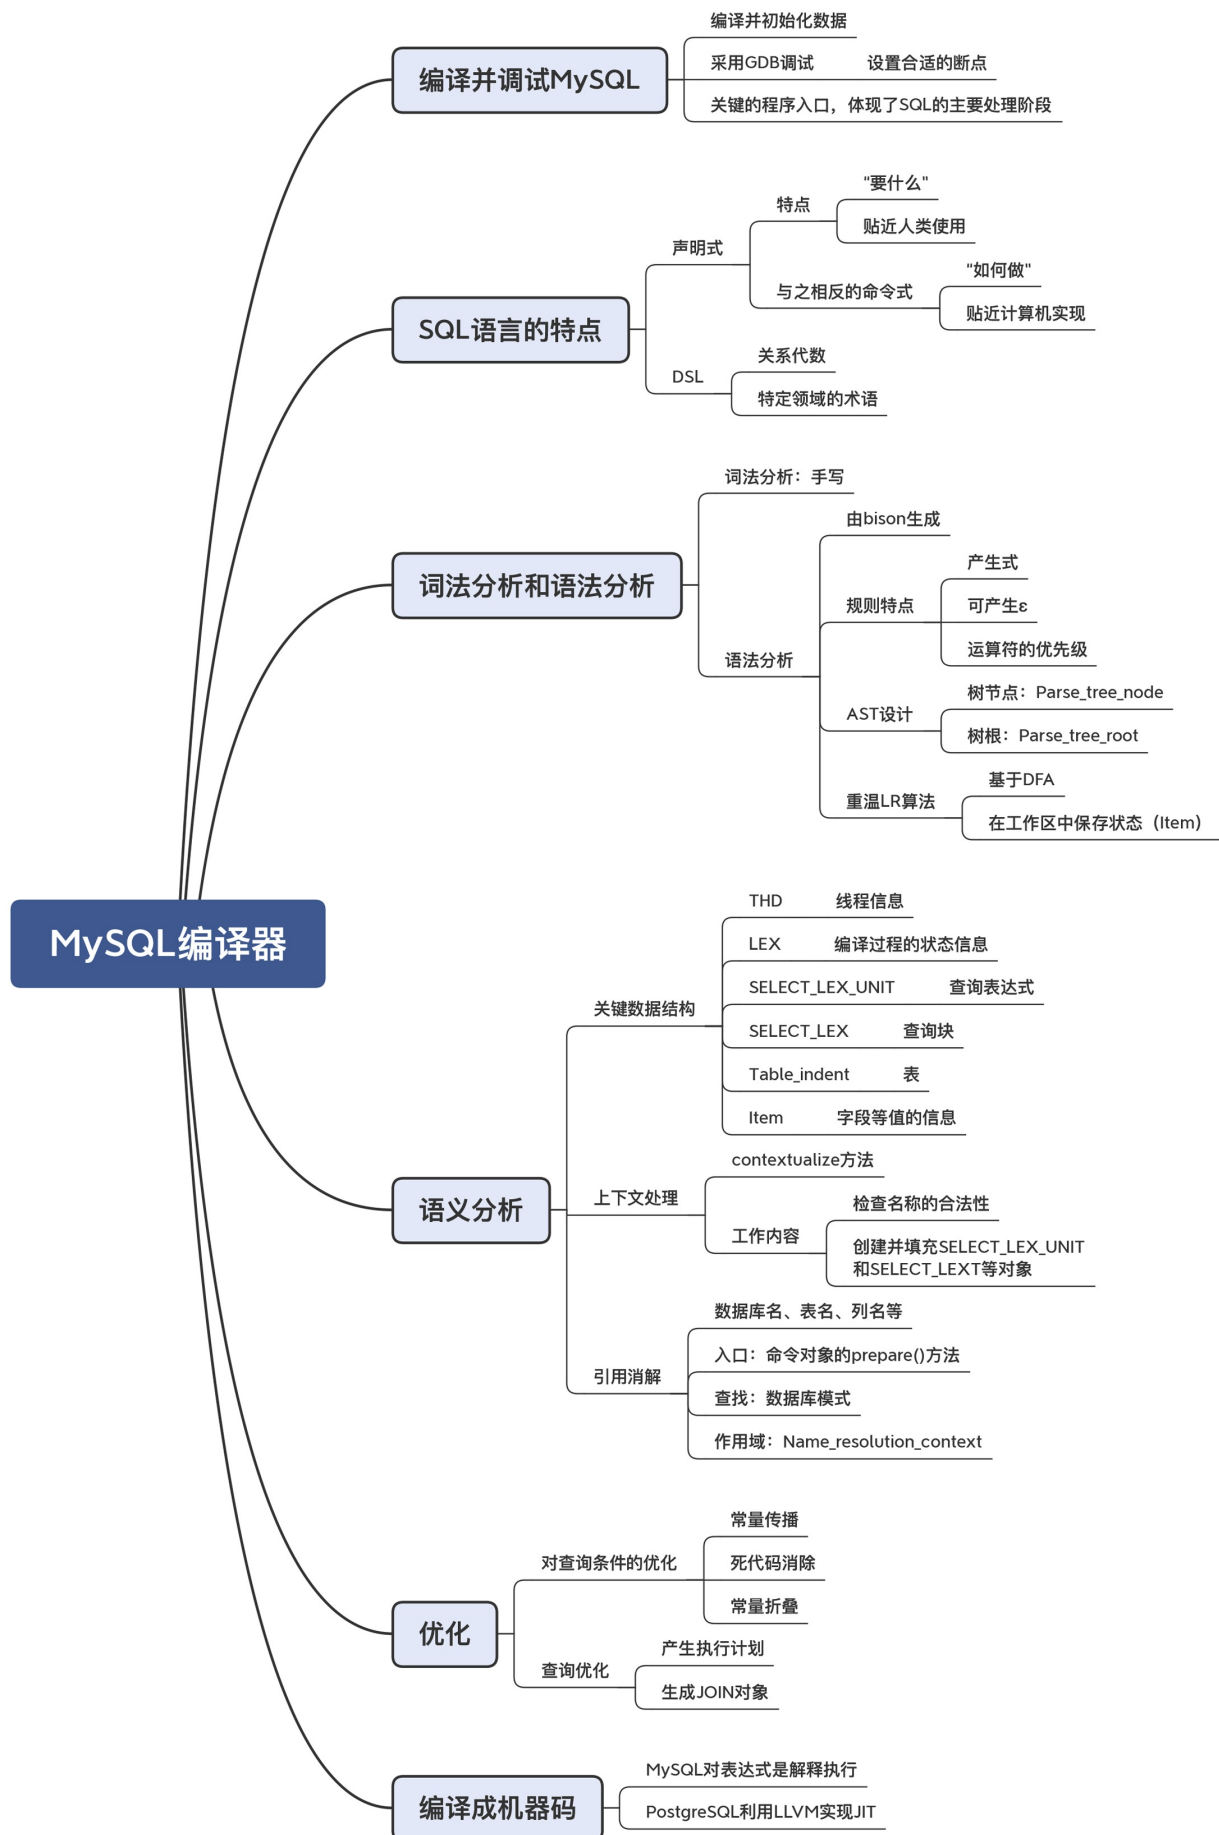 MySQL编译器
编译并调试MySQL
编译并初始化数据
采用GDB调试
设置合适的断点
关键的程序入口，体现了SQL的主要处理阶段
SQL语言的特点
声明式
特点
"要什么"
贴近人类使用
与之相反的命令式
"如何做"
贴近计算机实现
DSL
关系代数
特定领域的术语
词法分析和语法分析
词法分析：手写
语法分析
由bison生成
规则特点
产生式
可产生ε
运算符的优先级
AST设计
树节点：Parse_tree_node
树根：Parse_tree_root
重温LR算法
基于DFA
在工作区中保存状态（Item）
语义分析
关键数据结构
THD
线程信息
LEX
编译过程的状态信息
SELECT_LEX_UNIT
查询表达式
SELECT_LEX
查询块
Table_indent
表
Item
字段等值的信息
上下文处理
contextualize方法
工作内容
检查名称的合法性
创建并填充SELECT_LEX_UNIT
和SELECT_LEXT等对象
引用消解
数据库名、表名、列名等
入口：命令对象的prepare()方法
查找：数据库模式
作用域：Name_resolution_context
优化
对查询条件的优化
常量传播
死代码消除
常量折叠
查询优化
产生执行计划
生成JOIN对象
编译成机器码
MySQL对表达式是解释执行
PostgreSQL利用LLVM实现JIT